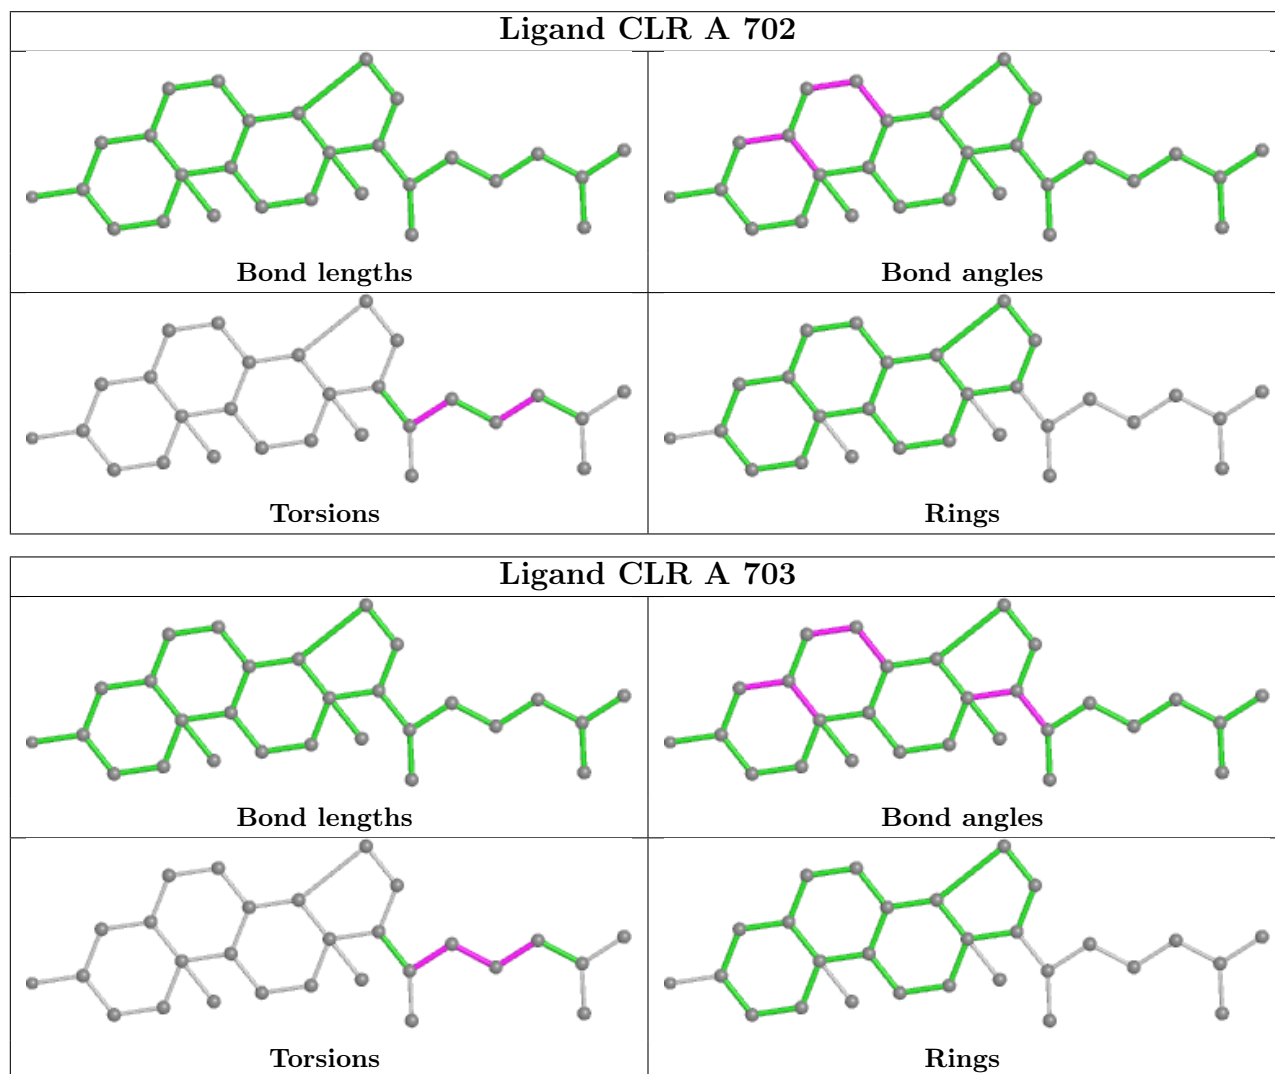 Ligand CLR A 702
Bond lengths
Bond angles
Torsions
Rings
Ligand CLR A 703
Bond lengths
Bond angles
Torsions
Rings